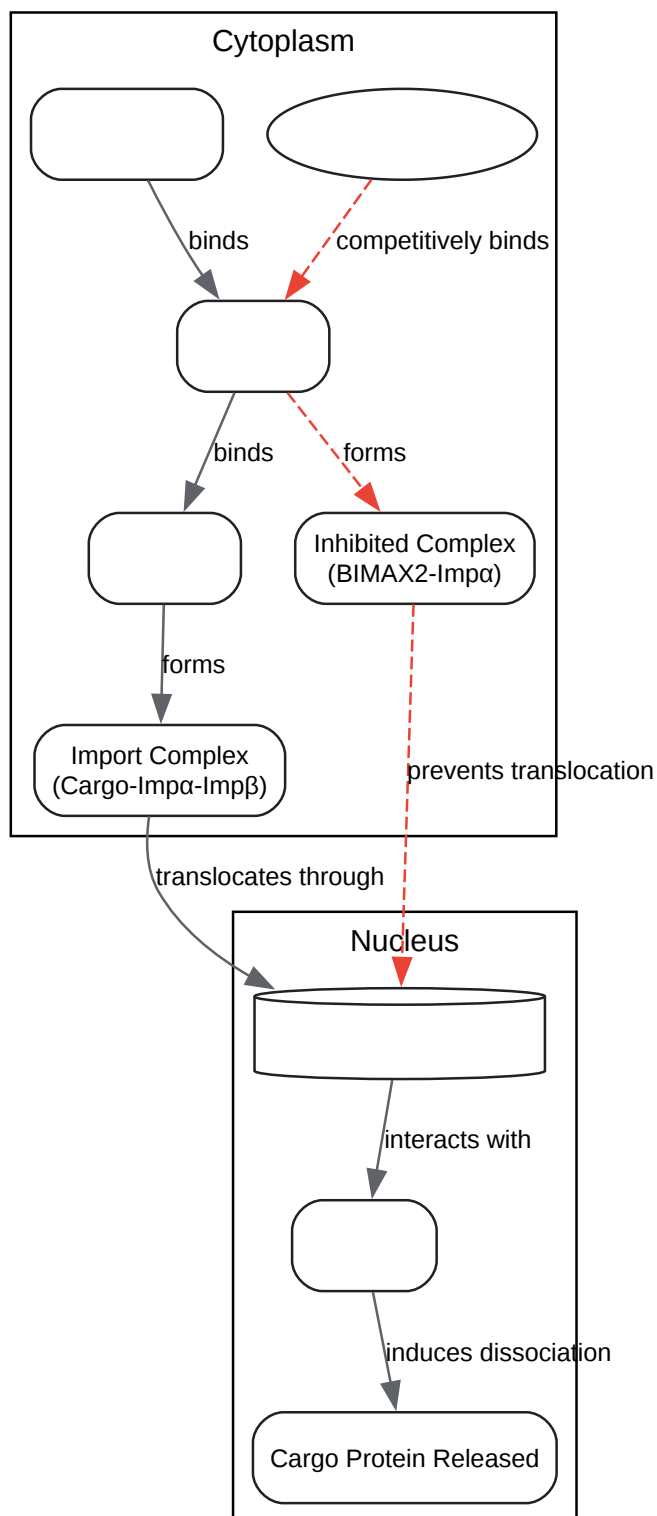 Cytoplasm
binds
competitively binds
binds
forms
Inhibited Complex
(BIMAX2-Impα)
forms
Import Complex
(Cargo-Impα-Impβ)
prevents translocation
translocates through
Nucleus
interacts with
induces dissociation
Cargo Protein Released